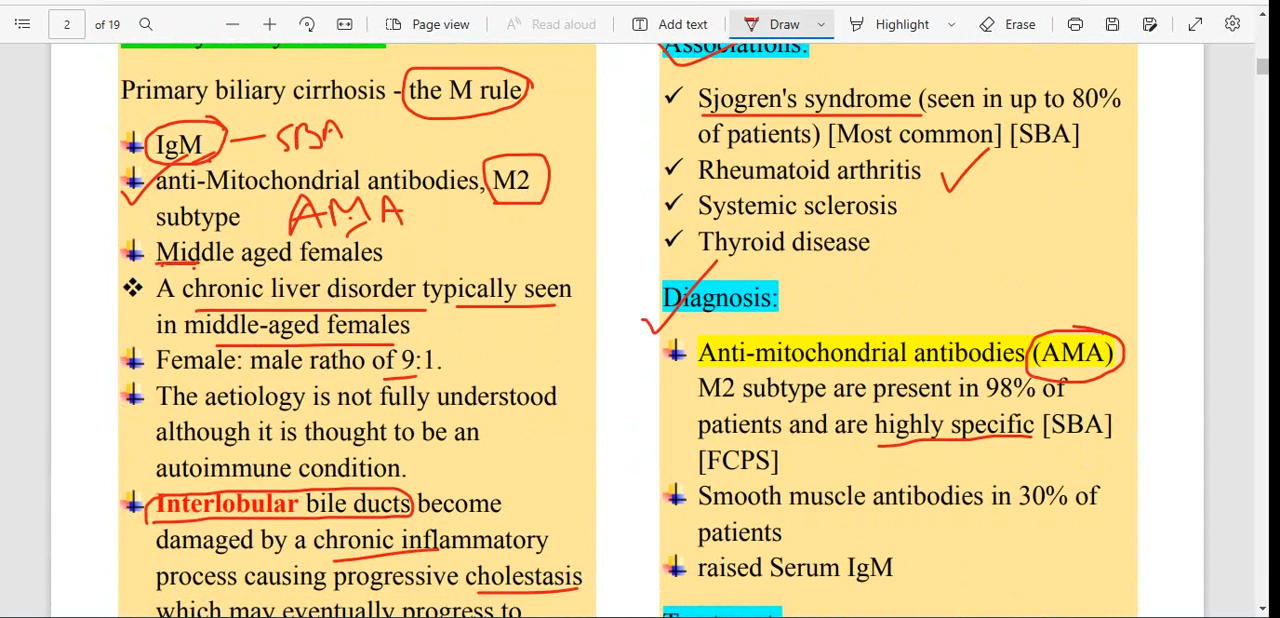 2
of 19
Page view
Read aloud
Add text
Draw
Highlight
Erase
Primary biliary cirrhosis - the M rule
IgM - SBA
anti-Mitochondrial antibodies, M2
subtype AMA
Middle aged females
A chronic liver disorder typically seen
in middle-aged females
Female: male ratho of 9:1.
The aetiology is not fully understood
although it is thought to be an
autoimmune condition.
Interlobular bile ducts become
damaged by a chronic inflammatory
process causing progressive cholestasis
which may eventually progress to
Associations:
Sjogren's syndrome (seen in up to 80%
of patients) [Most common] [SBA]
Rheumatoid arthritis
Systemic sclerosis
Thyroid disease
Diagnosis:
Anti-mitochondrial antibodies (AMA)
M2 subtype are present in 98% of
patients and are highly specific [SBA]
[FCPS]
Smooth muscle antibodies in 30% of
patients
raised Serum IgM